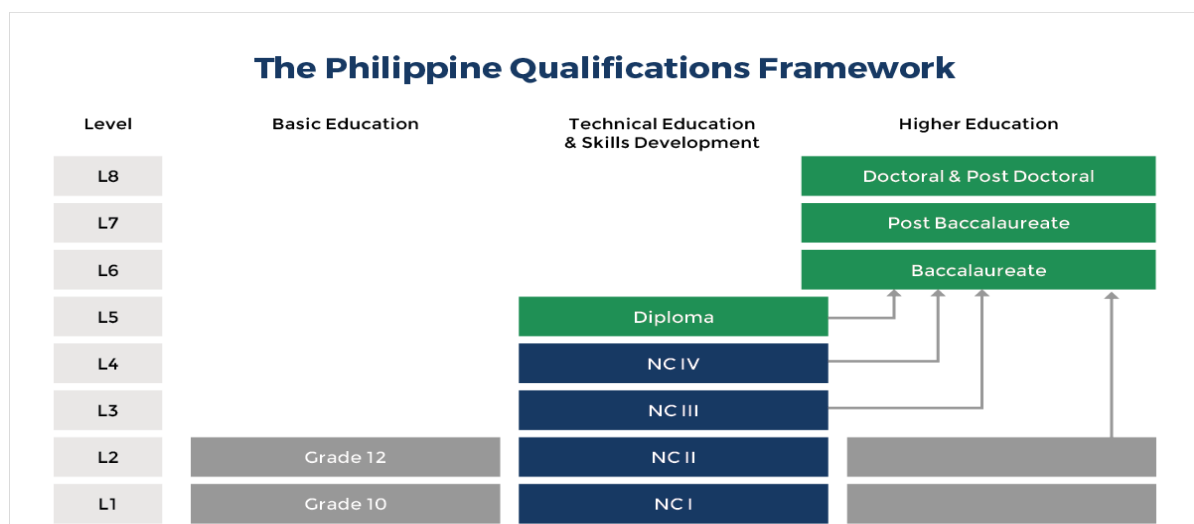 The Philippine Qualifications Framework
Level
Basic Education
Technical Education
& Skills Development
Higher Education
L8
Doctoral & Post Doctoral
L7
Post Baccalaureate
L6
Baccalaureate
L5
Diploma
L4
NC IV
L3
NC III
L2
Grade 12
NC II
L1
Grade 10
NC I